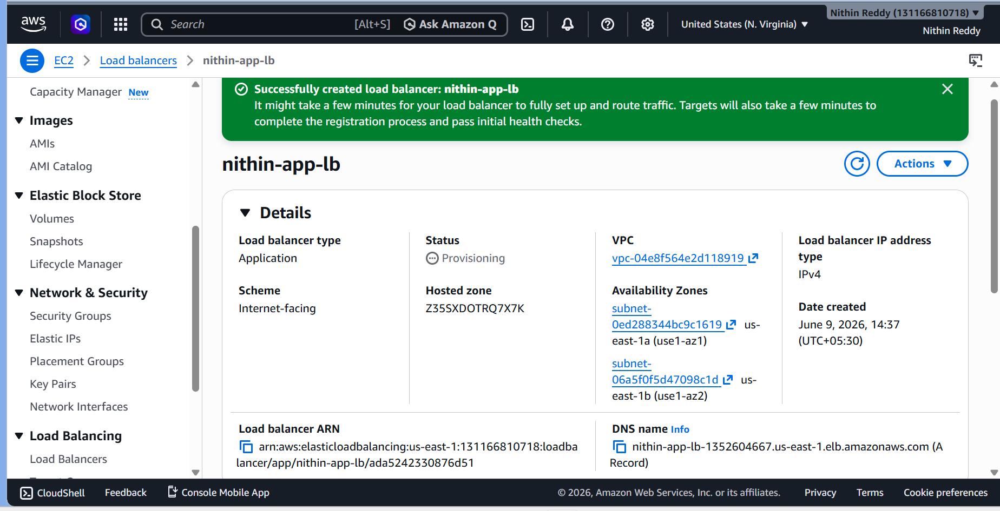 aws
Search
[Alt+S]
Ask Amazon Q
United States (N. Virginia)
Nithin Reddy (131166810718)
Nithin Reddy
EC2
Load balancers
nithin-app-lb
Capacity Manager New
Images
AMIs
AMI Catalog
Elastic Block Store
Volumes
Snapshots
Lifecycle Manager
Network & Security
Security Groups
Elastic IPs
Placement Groups
Key Pairs
Network Interfaces
Load Balancing
Load Balancers
Successfully created load balancer: nithin-app-lb
It might take a few minutes for your load balancer to fully set up and route traffic. Targets will also take a few minutes to
complete the registration process and pass initial health checks.
nithin-app-lb
Actions
Details
Load balancer type
Application
Status
Provisioning
VPC
vpc-04e8f564e2d118919
Load balancer IP address
type
IPv4
Scheme
Internet-facing
Hosted zone
Z35SXDOTRQ7X7K
Availability Zones
subnet-
0ed288344bc9c1619 us-
east-1a (use1-az1)
subnet-
06a5f0f5d47098c1d us-
east-1b (use1-az2)
Date created
June 9, 2026, 14:37
(UTC+05:30)
Load balancer ARN
arn:aws:elasticloadbalancing:us-east-1:131166810718:loadba
lancer/app/nithin-app-lb/ada5242330876d51
DNS name Info
nithin-app-lb-1352604667.us-east-1.elb.amazonaws.com (A
Record)
CloudShell
Feedback
Console Mobile App
© 2026, Amazon Web Services, Inc. or its affiliates.
Privacy
Terms
Cookie preferences